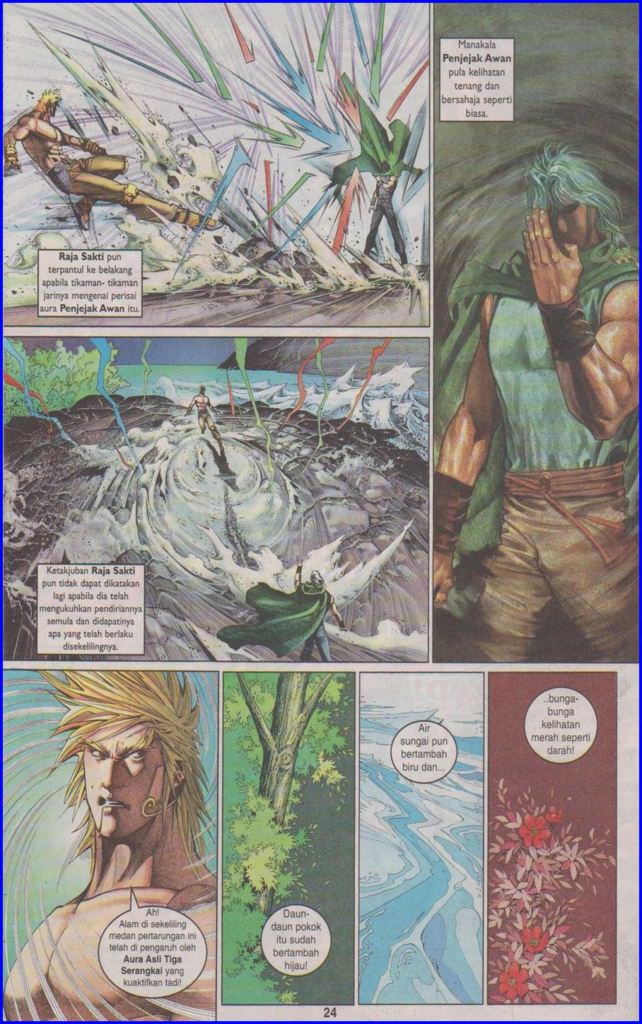 Raja Sakti pun
terpantul ke belakang
apabila tikaman- tikaman
jarinya mengenai perisai
aura Penjejak Awan itu.
Manakala
Penjejak Awan
pula kelihatan
tenang dan
bersahaja seperti
biasa.
Ketakjuban Raja Sakti
pun tidak dapat dikatakan
lagi apabila dia telah
mengukuhkan pendiriannya
semula dan didapatinya
apa yang telah berlaku
disekelilingnya.
Ah!
Alam di sekeliling
medan pertarungan ini
telah di pengaruh oleh
Aura Asli Tiga
Serangkai yang
kuaktifkan tadi!
Daun-
daun pokok
itu sudah
bertambah
hijau!
Air
sungai pun
bertambah
biru dan...
..bunga-
bunga
kelihatan
merah seperti
darah!
24